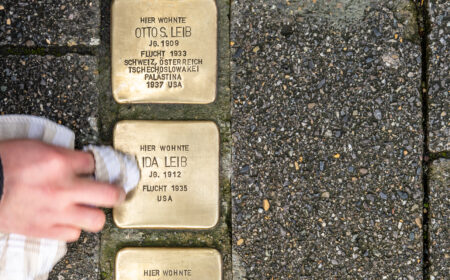 HIER WOHNTE
OTTO S. LEIB
JG. 1909
FLUCHT 1933
SCHWEIZ, ÖSTERREICH
TSCHECHOSLOWAKEI
PALÄSTINA
1937 USA
HIER WOHNTE
IDA LEIB
JG. 1912
FLUCHT 1935
USA
HIER WOHNTE